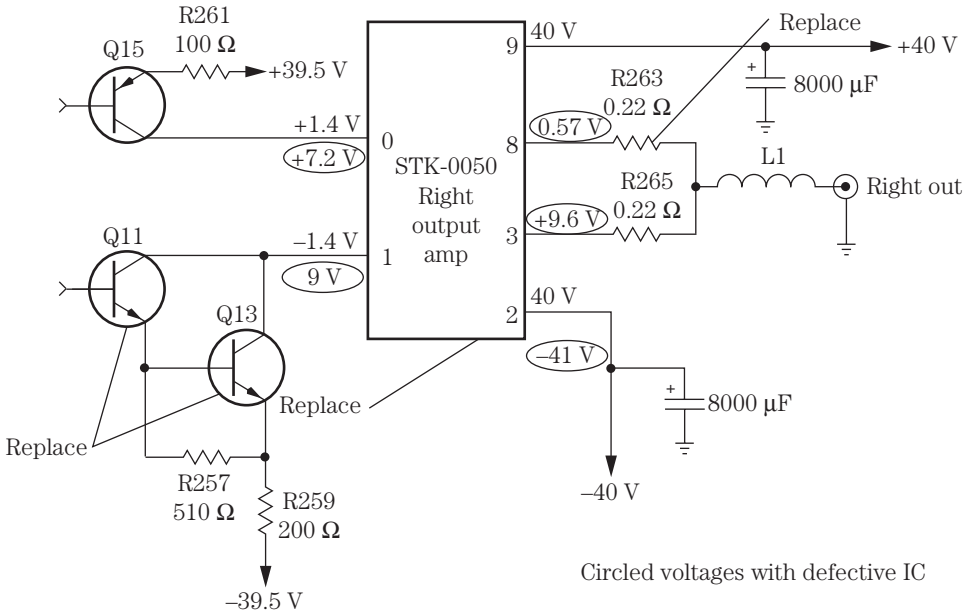 R261
100 Ω
Q15
+39.5 V
+1.4 V
+7.2 V
0
Q11
–1.4 V
9 V
1
Q13
Replace
R257
510 Ω
R259
200 Ω
–39.5 V
STK-0050
Right
output
amp
Replace
9
40 V
Replace
+40 V
+
8000 µF
R263
0.22 Ω
8
0.57 V
L1
Right out
R265
0.22 Ω
3
+9.6 V
2
40 V
–41 V
+
8000 µF
–40 V
Circled voltages with defective IC